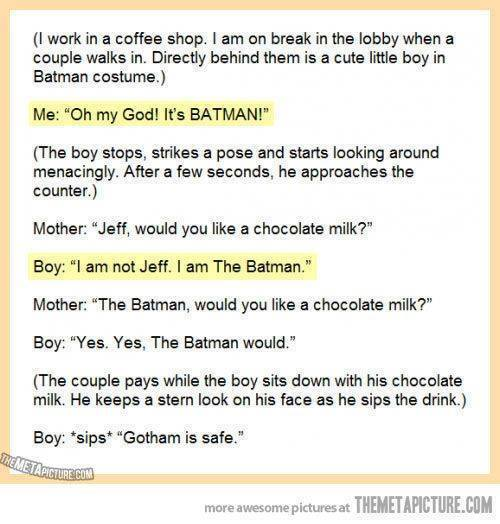 (I work in a coffee shop. I am on break in the lobby when a
couple walks in. Directly behind them is a cute little boy in
Batman costume.)
Me: “Oh my God! It’s BATMAN!”
(The boy stops, strikes a pose and starts looking around
menacingly. After a few seconds, he approaches the
counter.)
Mother: “Jeff, would you like a chocolate milk?”
Boy: “I am not Jeff. I am The Batman.”
Mother: “The Batman, would you like a chocolate milk?”
Boy: “Yes. Yes, The Batman would.”
(The couple pays while the boy sits down with his chocolate
milk. He keeps a stern look on his face as he sips the drink.)
Boy: *sips* “Gotham is safe.”
THEMETAPICTURE.COM
more awesome pictures at THEMETAPICTURE.COM